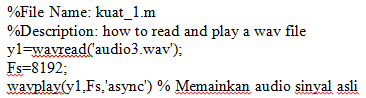 %File Name: kuat_1.m
%Description: how to read and play a wav file
y1=wavread('audio3.wav');
Fs=8192;
wavplay(y1,Fs,'async') % Memainkan audio sinyal asli